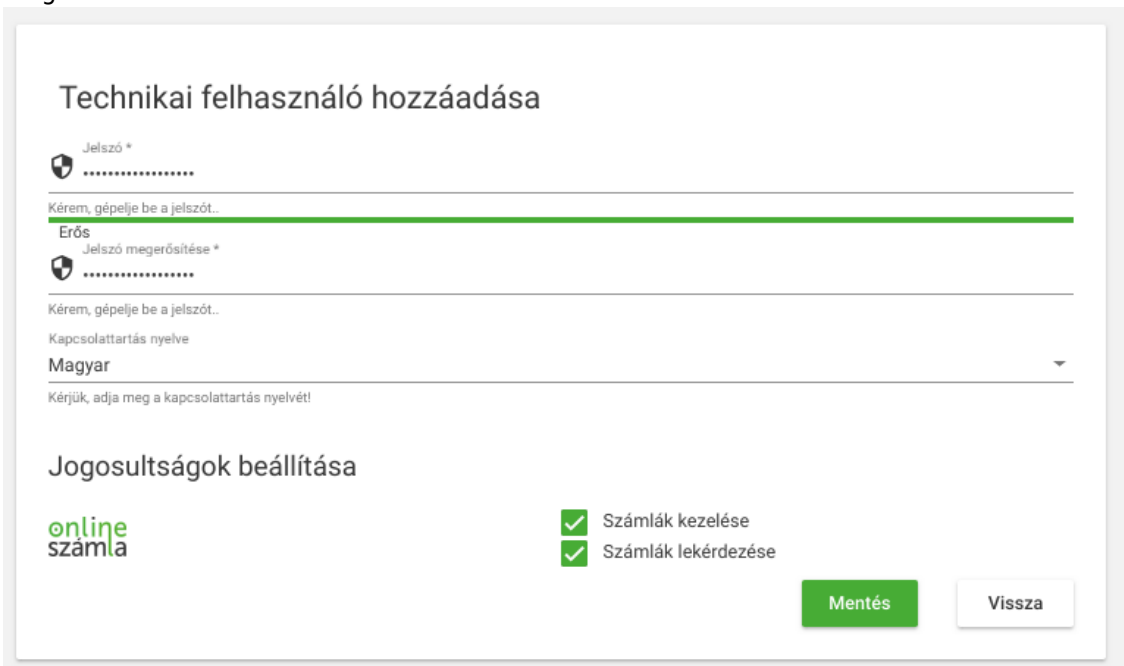 Technikai felhasználó hozzáadása
Jelszó *
••••••••••••••••••
Kérem, gépelje be a jelszót..
Erős
Jelszó megerősítése *
••••••••••••••••••
Kérem, gépelje be a jelszót..
Kapcsolattartás nyelve
Magyar
Kérjük, adja meg a kapcsolattartás nyelvét!
Jogosultságok beállítása
online
számla
Számlák kezelése
Számlák lekérdezése
Mentés Vissza